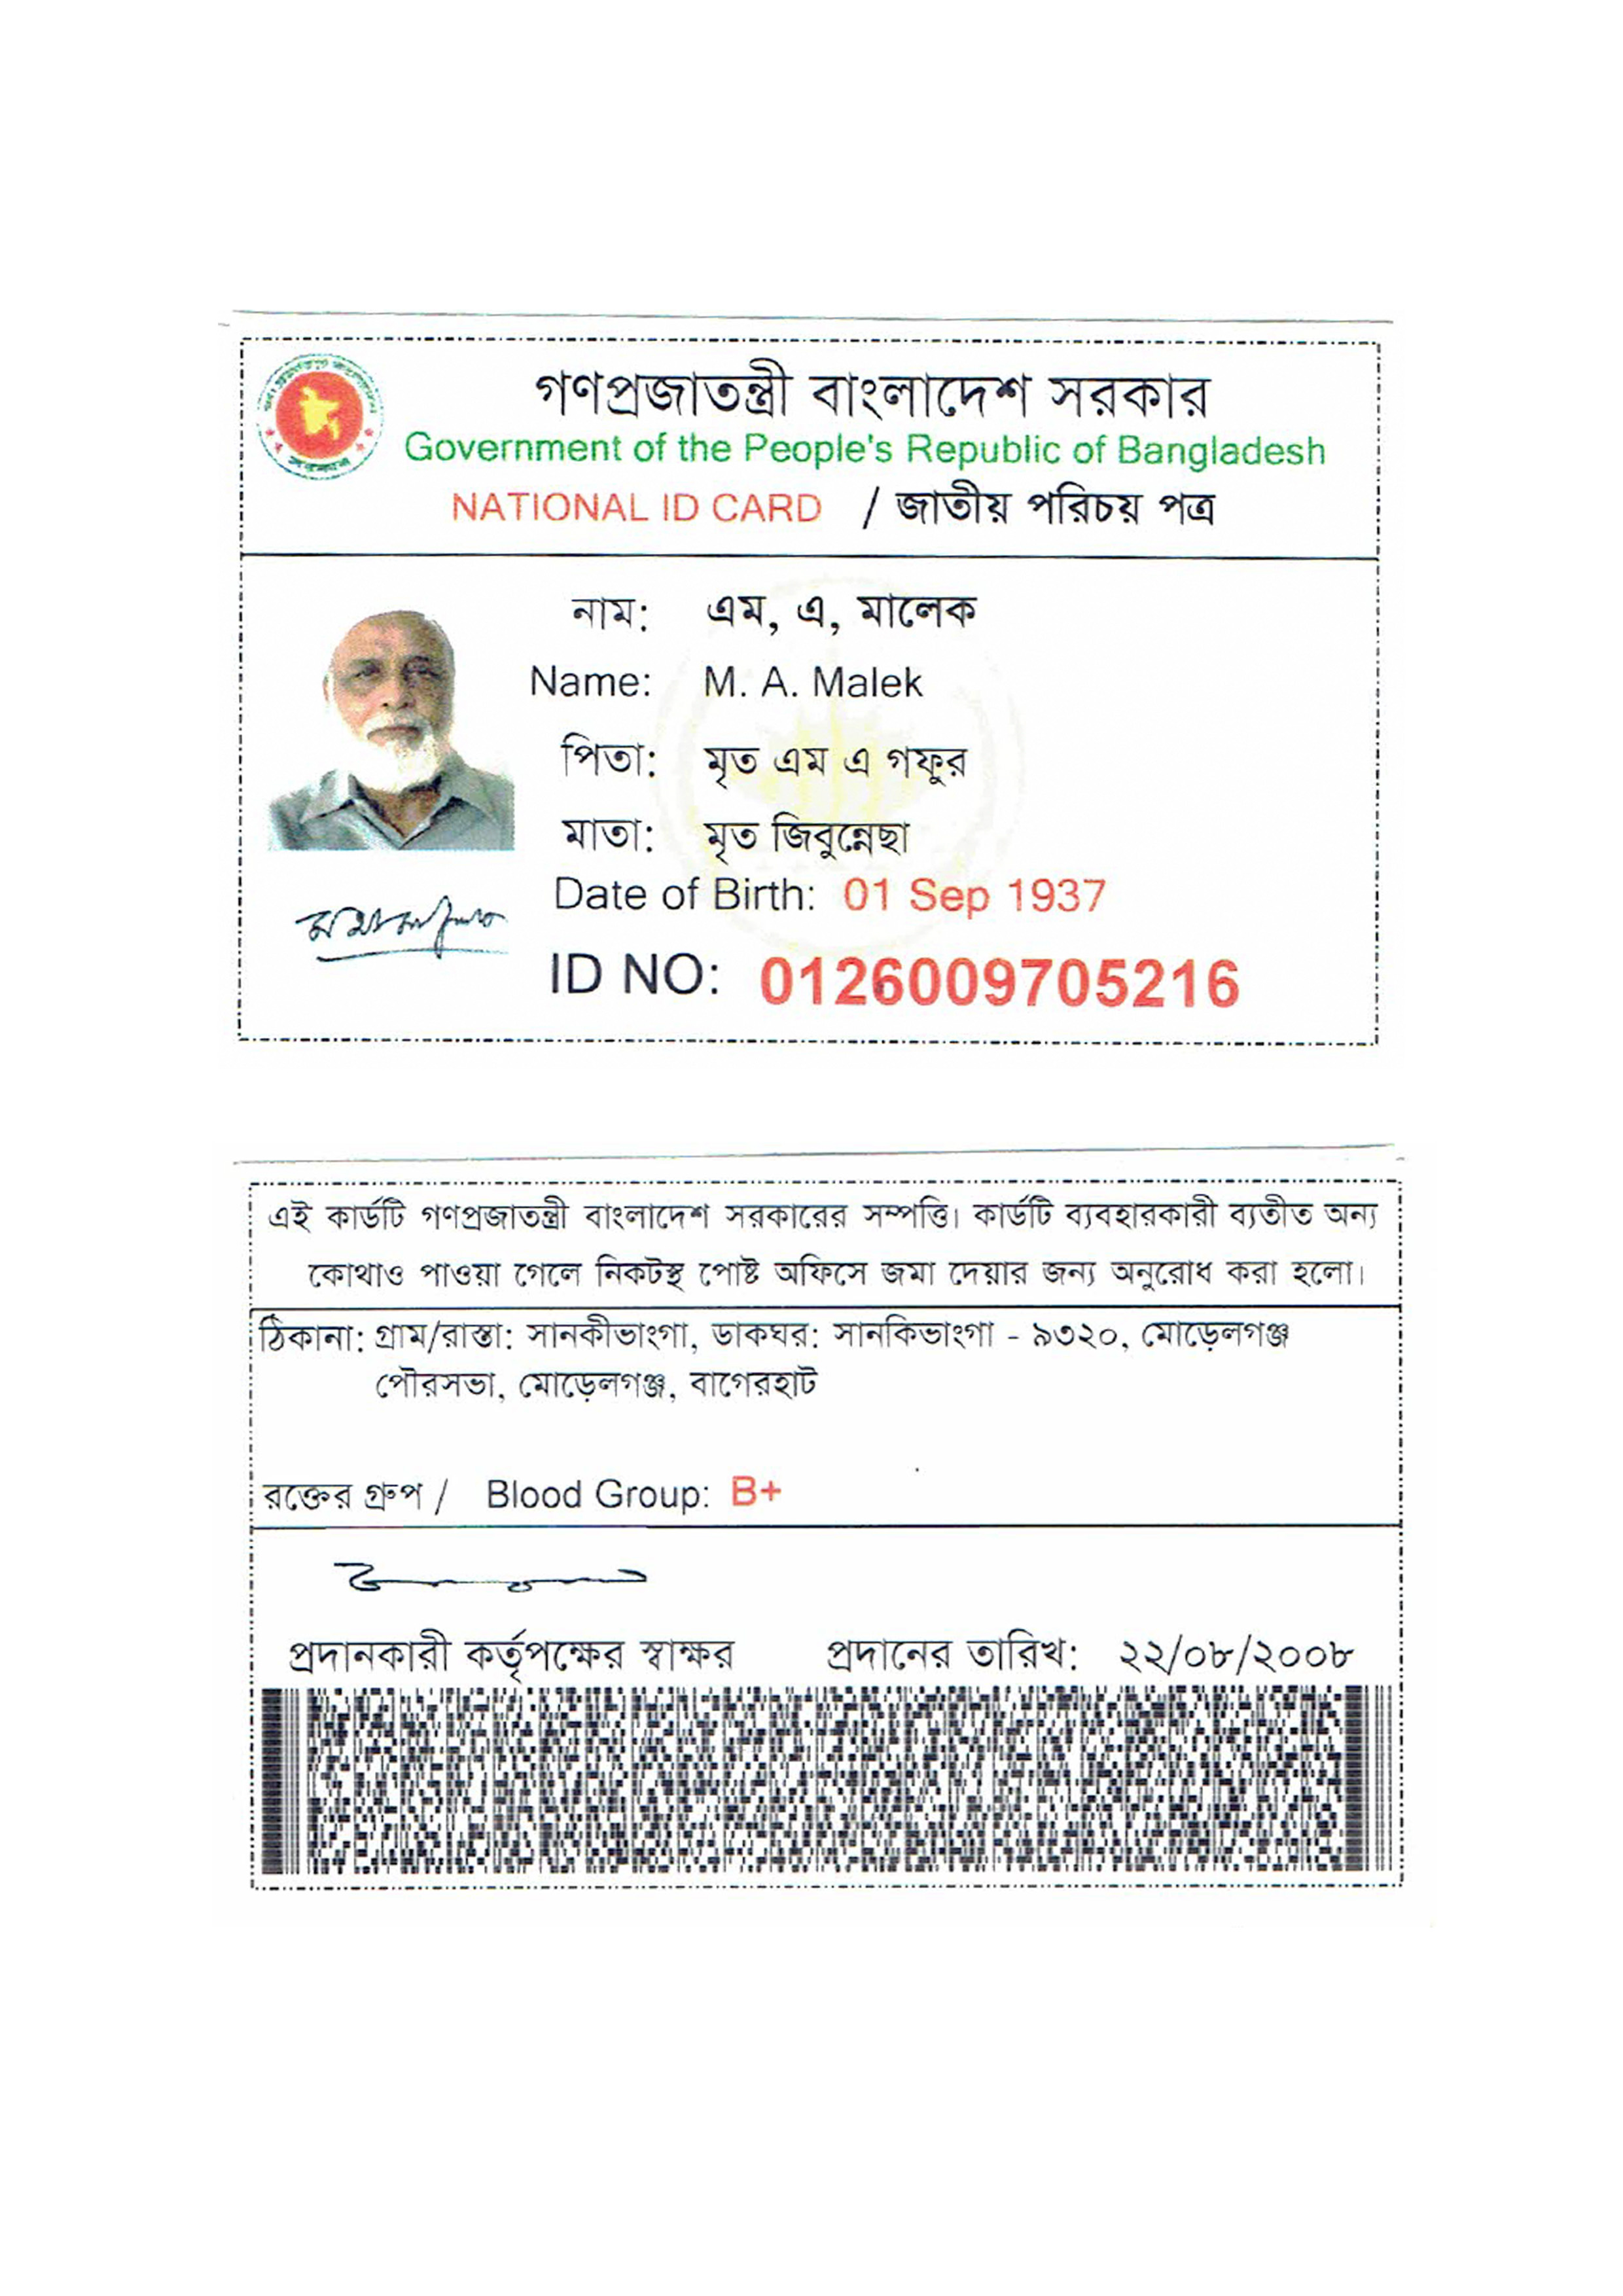 গণপ্রজাতন্ত্রী বাংলাদেশ সরকার
Government of the People's Republic of Bangladesh
NATIONAL ID CARD / জাতীয় পরিচয় পত্র
নাম: এম, এ, মালেক
Name: M. A. Malek
পিতা: মৃত এম এ গফুর
মাতা: মৃত জিবুন্নেছা
Date of Birth: 01 Sep 1937
ID NO: 0126009705216
এই কার্ডটি গণপ্রজাতন্ত্রী বাংলাদেশ সরকারের সম্পত্তি। কার্ডটি ব্যবহারকারী ব্যতীত অন্য
কোথাও পাওয়া গেলে নিকটস্থ পোষ্ট অফিসে জমা দেয়ার জন্য অনুরোধ করা হলো।
ঠিকানা: গ্রাম/রাস্তা: সানকীভাংগা, ডাকঘর: সানকিভাংগা - ৯৩২০, মোড়েলগঞ্জ
পৌরসভা, মোড়েলগঞ্জ, বাগেরহাট
রক্তের গ্রুপ / Blood Group: B+
প্রদানকারী কর্তৃপক্ষের স্বাক্ষর প্রদানের তারিখ: ২২/০৮/২০০৮